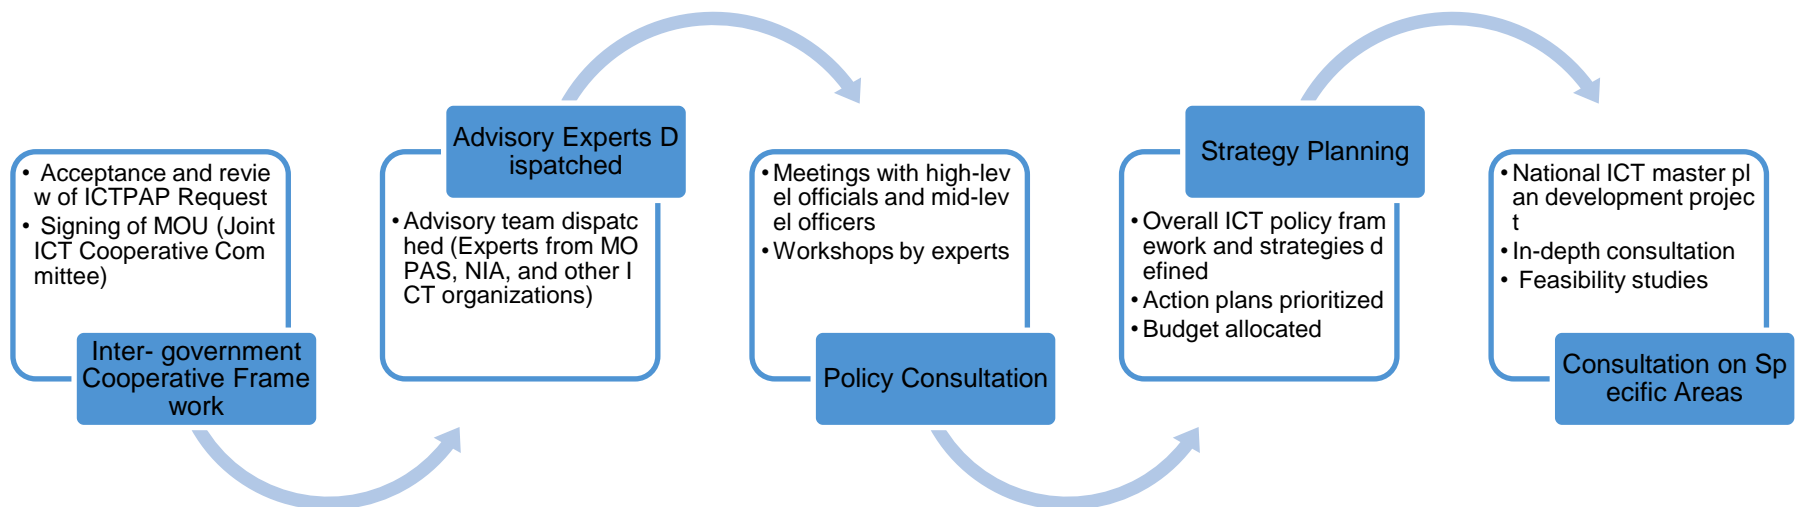 • Acceptance and revie
w of ICTPAP Request
• Signing of MOU (Joint
ICT Cooperative Com
mittee)
Inter- government
Cooperative Frame
work
Advisory Experts D
ispatched
• Advisory team dispatc
hed (Experts from MO
PAS, NIA, and other I
CT organizations)
• Meetings with high-lev
el officials and mid-lev
el officers
• Workshops by experts
Policy Consultation
Strategy Planning
• Overall ICT policy fram
ework and strategies d
efined
• Action plans prioritized
• Budget allocated
• National ICT master pl
an development projec
t
• In-depth consultation
• Feasibility studies
Consultation on Sp
ecific Areas